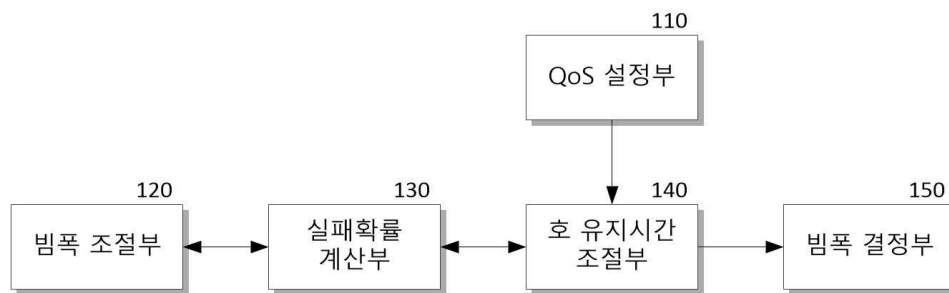 110
QoS 설정부
120
130
140
150
빔폭 조절부
실패확률
계산부
호 유지시간
조절부
빔폭 결정부